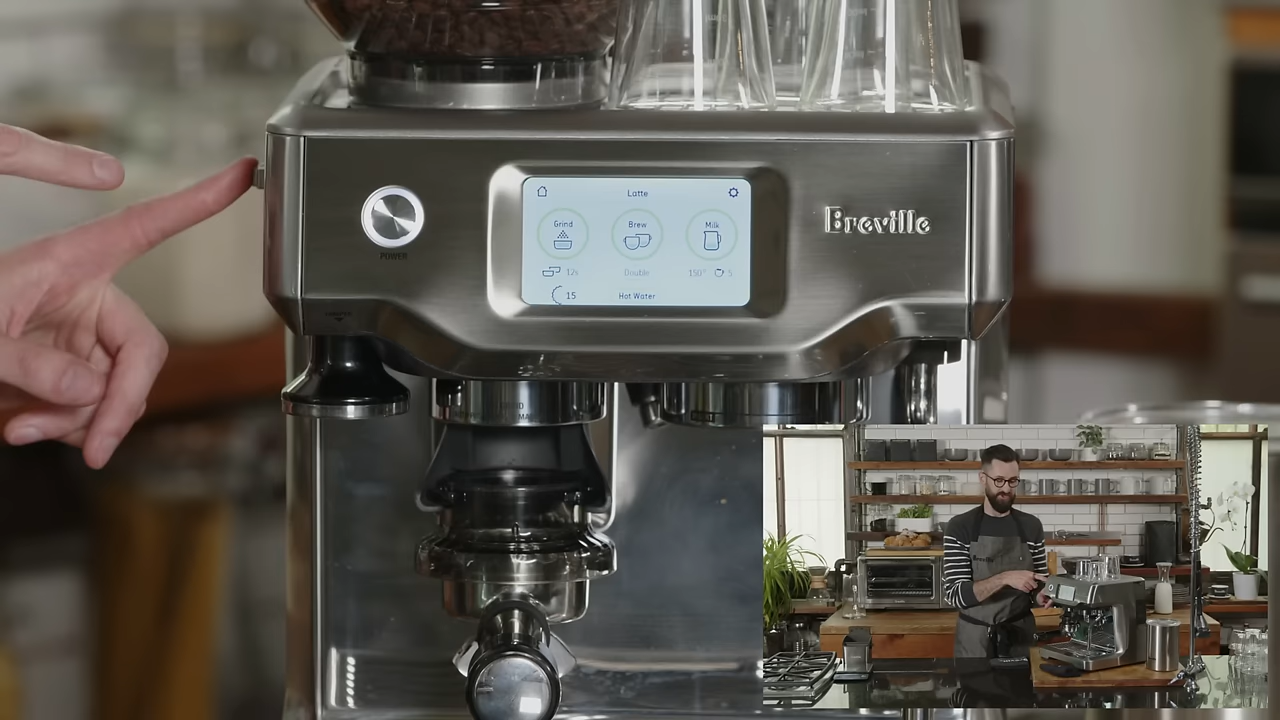 Latte
Grind
Brew
Milk
12s
Double
150° 5
15
Hot Water
POWER
Breville